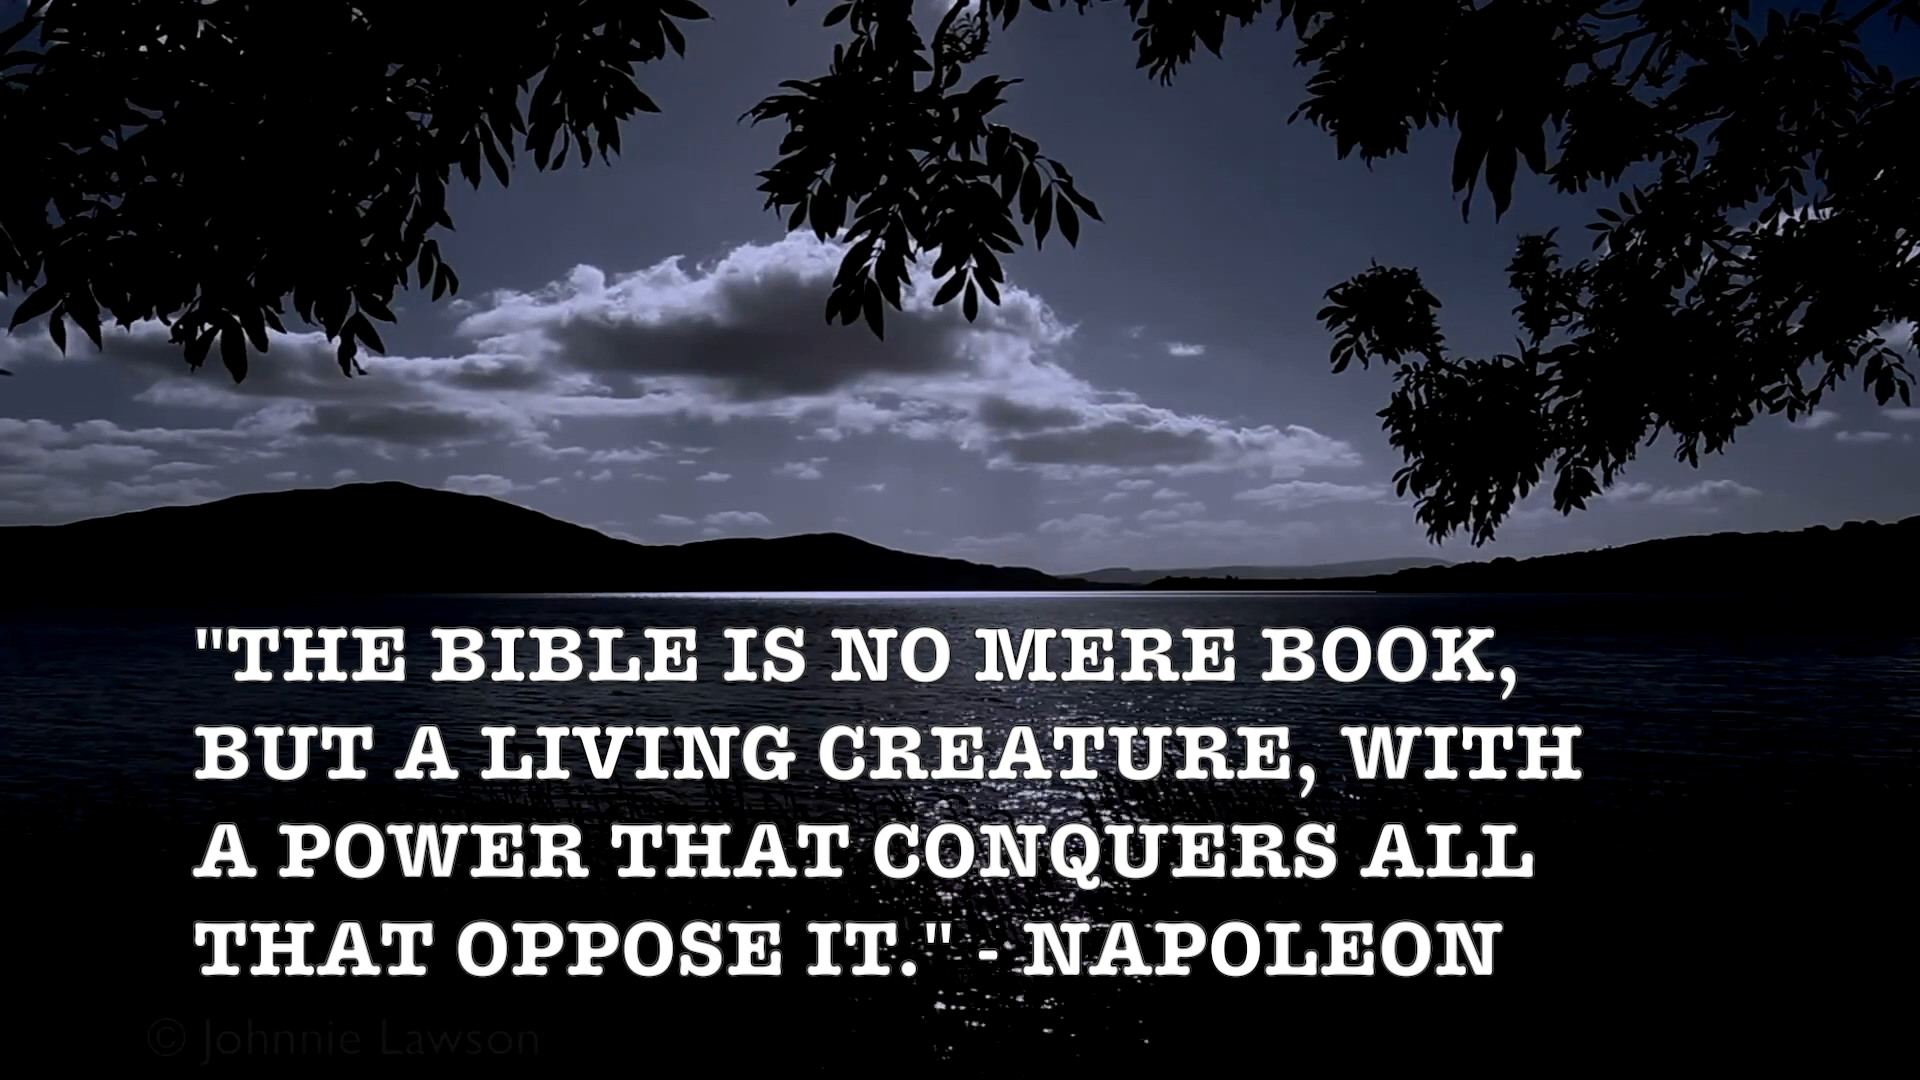 "THE BIBLE IS NO MERE BOOK,
BUT A LIVING CREATURE, WITH
A POWER THAT CONQUERS ALL
THAT OPPOSE IT." - NAPOLEON
© Johnnie Lawson